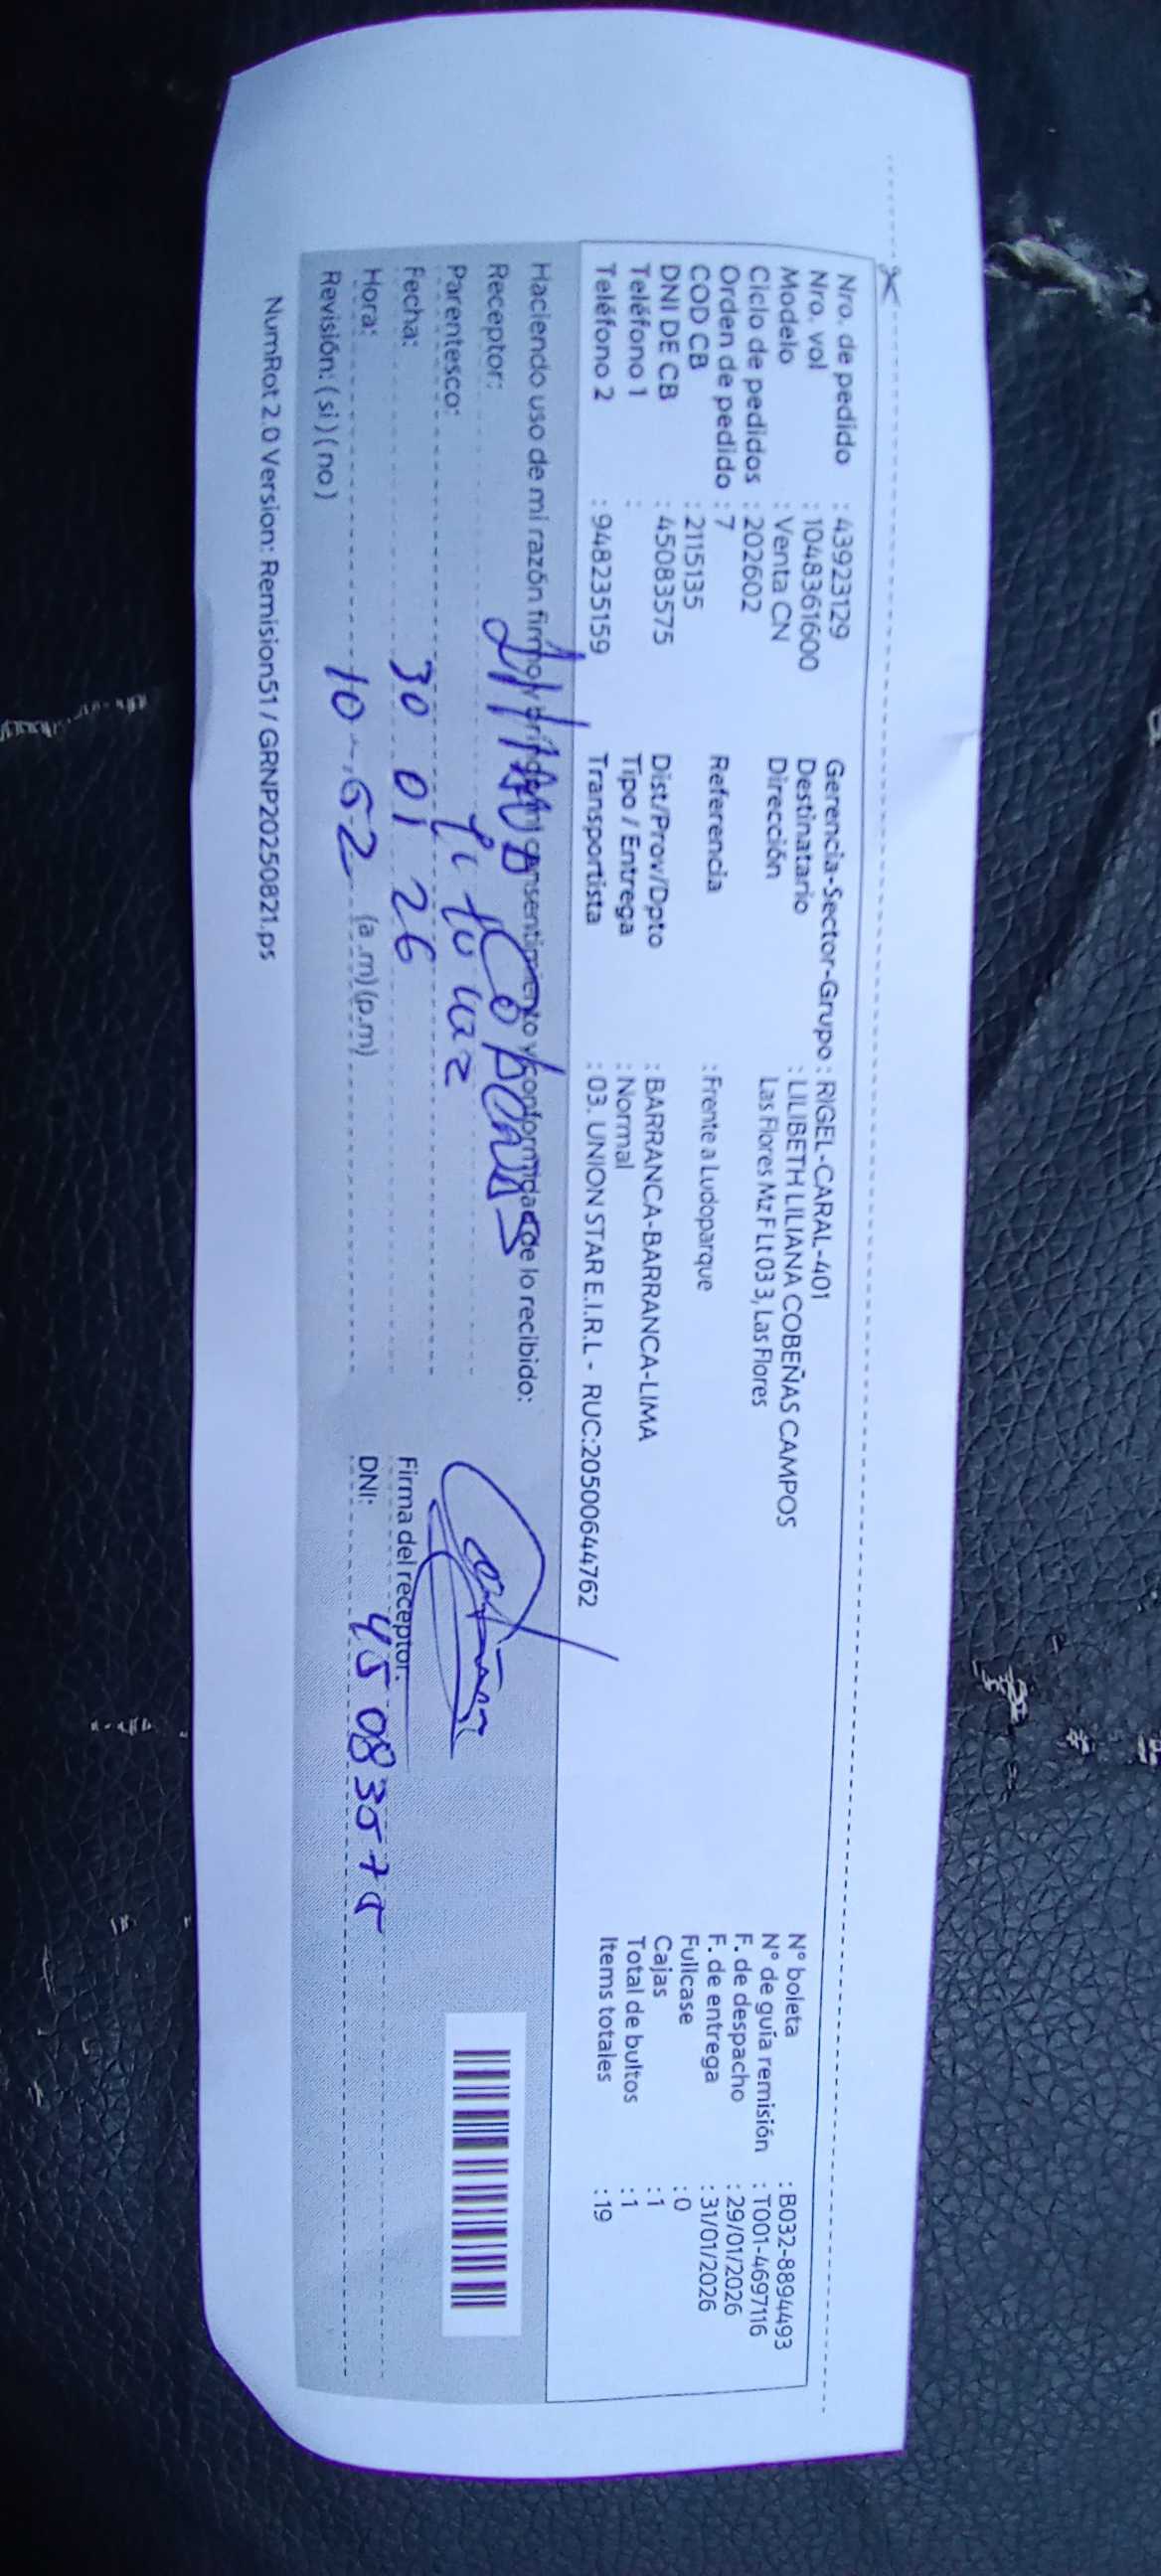 Nro. de pedido : 43923129
Nro. vol : 1048361600
Modelo : Venta CN
Ciclo de pedidos : 202602
Orden de pedido : 7
COD CB : 2115135
DNI DE CB : 45083575
Teléfono 1 :
Teléfono 2 : 948235159
Gerencia-Sector-Grupo : RIGEL-CARAL-401
Destinatario : LILIBETH LILIANA COBEÑAS CAMPOS
Dirección Las Flores Mz F Lt 03 3, Las Flores
Referencia : Frente a Ludoparque
Dist/Prov/Dpto : BARRANCA-BARRANCA-LIMA
Tipo / Entrega : Normal
Transportista : 03. UNION STAR E.I.R.L - RUC:20500644762
N° boleta : B032-8894493
N° de guía remisión : T001-4697116
F. de despacho : 29/01/2026
F. de entrega : 31/01/2026
Fullcase : 0
Cajas : 1
Total de bultos : 1
Items totales : 19
Haciendo uso de mi razón firmo y brindo mi consentimiento y conformidad de lo recibido:
Receptor:
Parentesco:
Fecha: 30 01 26
Hora: (a.m) (p.m)
Revisión: ( si ) ( no )
Firma del receptor:
DNI: 45083575
NumRot 2.0 Version: Remision51 / GRNP20250821.ps